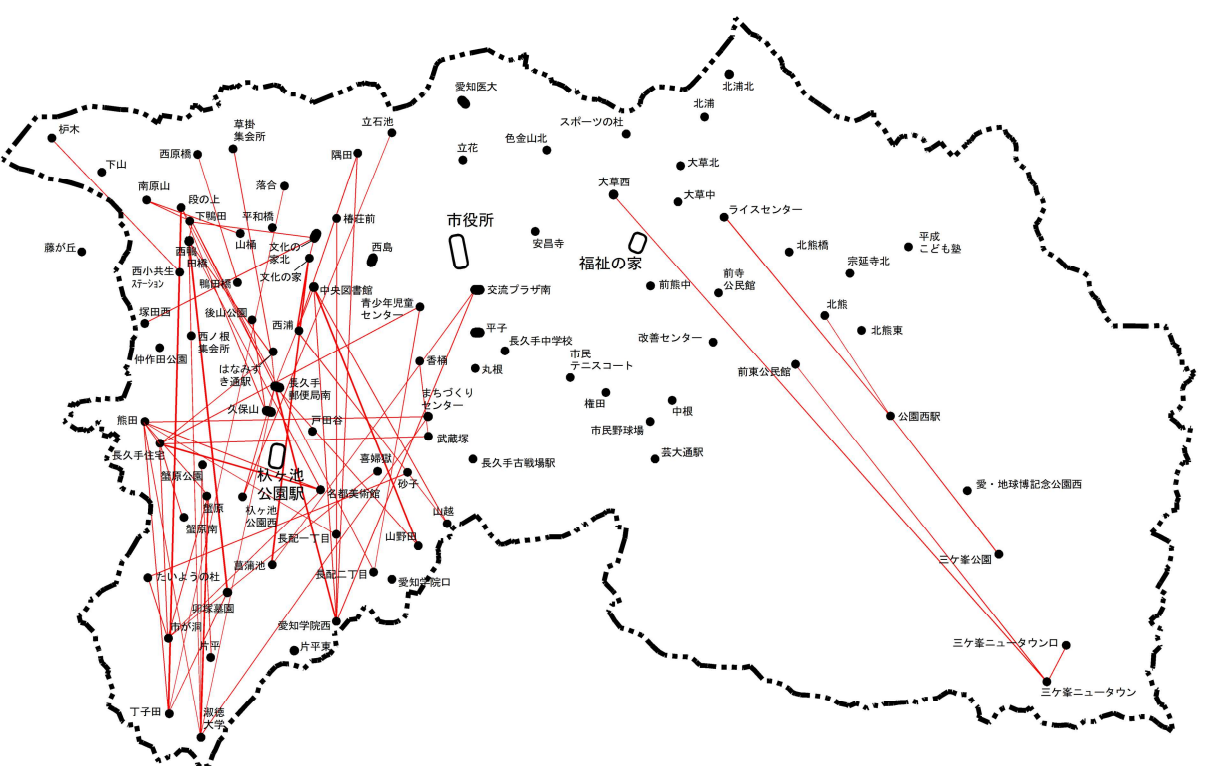 北浦北
愛知医大
北浦
枦木
草掛
集会所
立石池
スポーツの杜
色金山北
西原橋
隅田
立花
下山
大草北
南原山
落合
大草西
段の上
大草中
下鴨田
平和橋
椿荘前
市役所
ライスセンター
山桶
文化の
家北
西島
安昌寺
藤が丘
西鴨
田橋
福祉の家
北熊橋
平成
こども塾
宗延寺北
西小共生
ステーション
鴨田橋
文化の家
中央図書館
交流プラザ南
前熊中
前寺
公民館
青少年児童
センター
北熊
塚田西
後山公園
西浦
平子
北熊東
西ノ根
集会所
長久手中学校
改善センター
仲作田公園
はなみず
き通駅
香桶
丸根
市民
テニスコート
前東公民館
長久手
郵便局南
まちづくり
センター
権田
中根
久保山
熊田
戸田谷
市民野球場
公園西駅
武蔵塚
長久手住宅
喜婦嶽
長久手古戦場駅
芸大通駅
蟹原公園
杁ヶ池
公園駅
砂子
名都美術館
愛・地球博記念公園西
蟹原
杁ヶ池
公園西
山越
蟹原南
長配一丁目
山野田
三ケ峯公園
たいようの杜
菖蒲池
長配二丁目
愛知学院口
卯塚墓園
市が洞
愛知学院西
片平
片平東
三ケ峯ニュータウン口
三ケ峯ニュータウン
丁子田
淑徳
大学